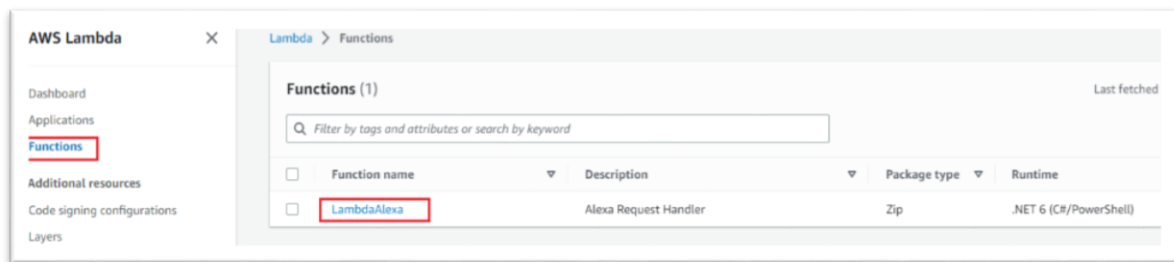 AWS Lambda
Lambda > Functions
Dashboard
Applications
Functions
Additional resources
Code signing configurations
Layers
Functions (1)
Last fetched
Filter by tags and attributes or search by keyword
Function name Description Package type Runtime
LambdaAlexa Alexa Request Handler Zip .NET 6 (C#/PowerShell)